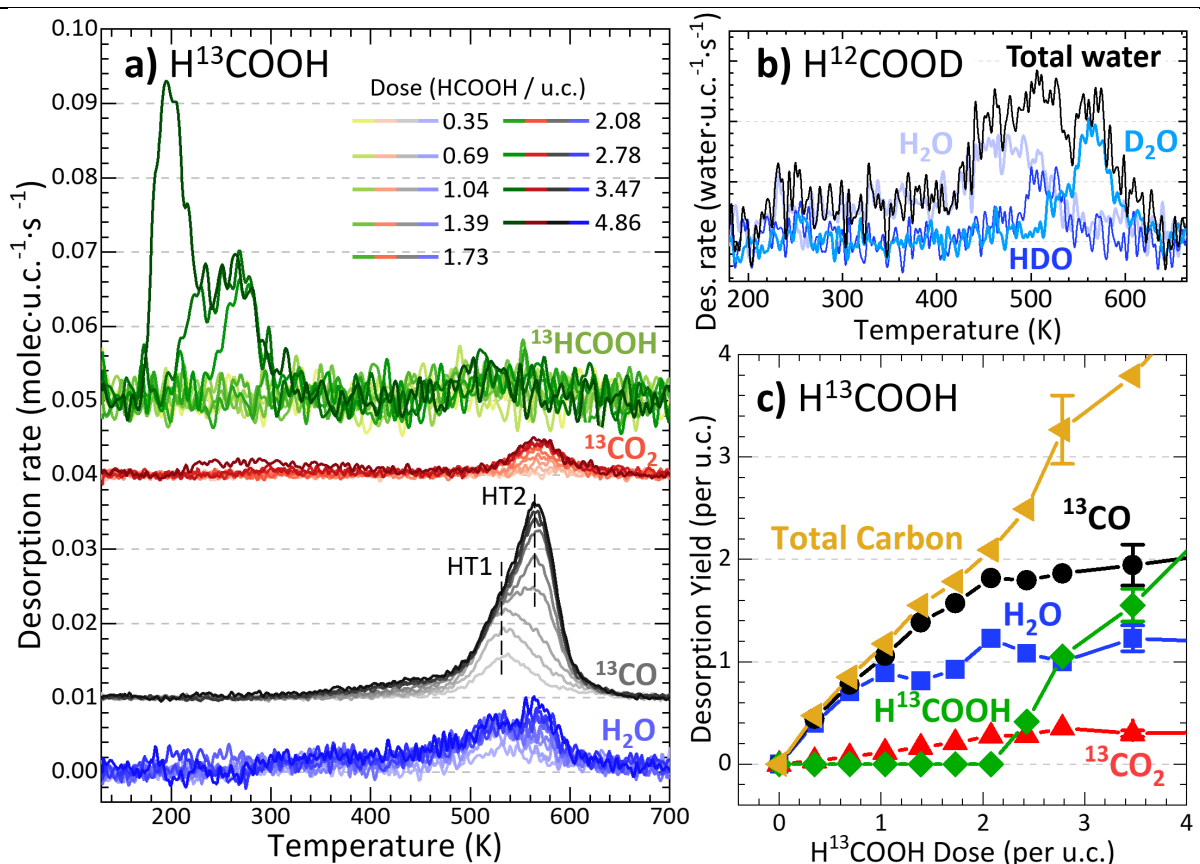 a) H¹³COOH
Dose (HCOOH / u.c.)
0.35
0.69
1.04
1.39
1.73
2.08
2.78
3.47
4.86
¹³HCOOH
¹³CO₂
HT2
HT1
¹³CO
H₂O
0.10
0.09
0.08
0.07
0.06
0.05
0.04
0.03
0.02
0.01
0.00
Desorption rate (molec·u.c.⁻¹·s⁻¹)
200 300 400 500 600 700
Temperature (K)
b) H¹²COOD
Total water
H₂O
D₂O
HDO
Des. rate (water·u.c.⁻¹·s⁻¹)
200 300 400 500 600
Temperature (K)
c) H¹³COOH
¹³CO
Total Carbon
H₂O
H¹³COOH
¹³CO₂
4
3
2
1
0
Desorption Yield (per u.c.)
0 1 2 3 4
H¹³COOH Dose (per u.c.)